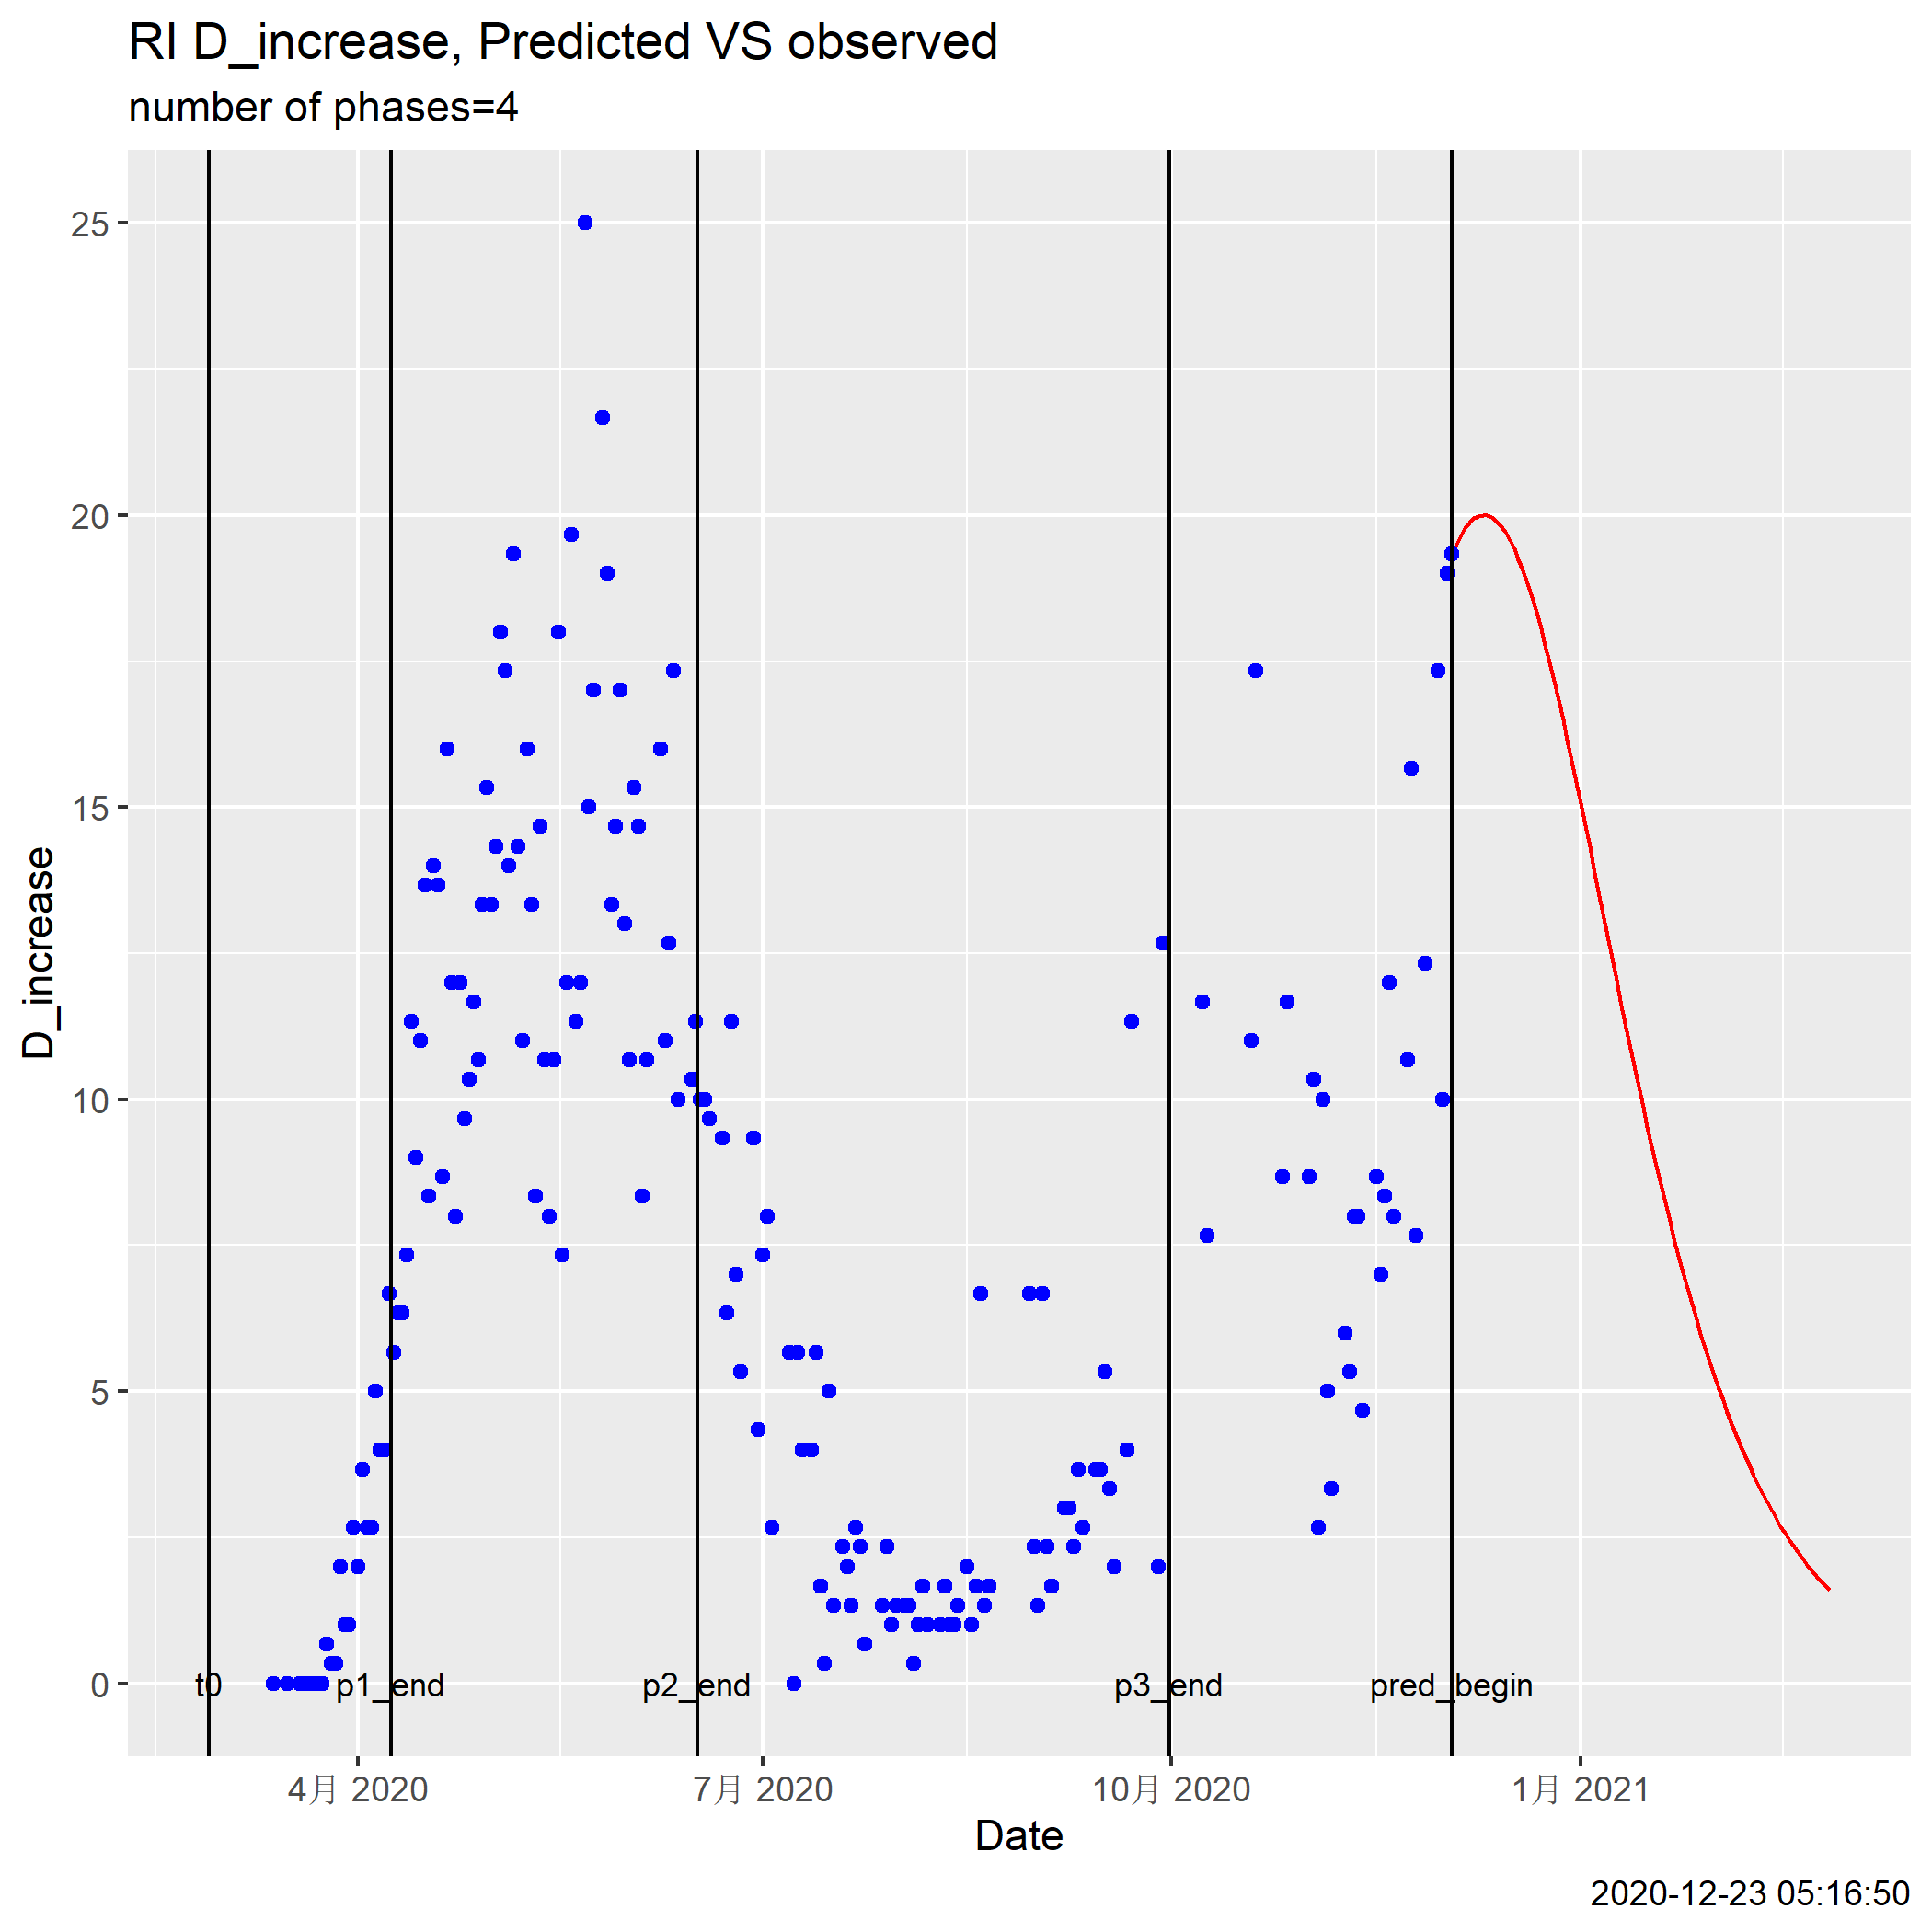 RI D_increase, Predicted VS observed
number of phases=4
D_increase
25
20
15
10
5
0
t0
p1_end
p2_end
p3_end
pred_begin
4月 2020
7月 2020
10月 2020
1月 2021
Date
2020-12-23 05:16:50